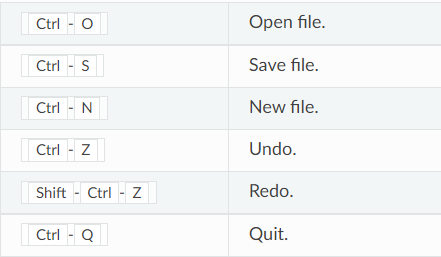 Ctrl - O Open file.
Ctrl - S Save file.
Ctrl - N New file.
Ctrl - Z Undo.
Shift - Ctrl - Z Redo.
Ctrl - Q Quit.